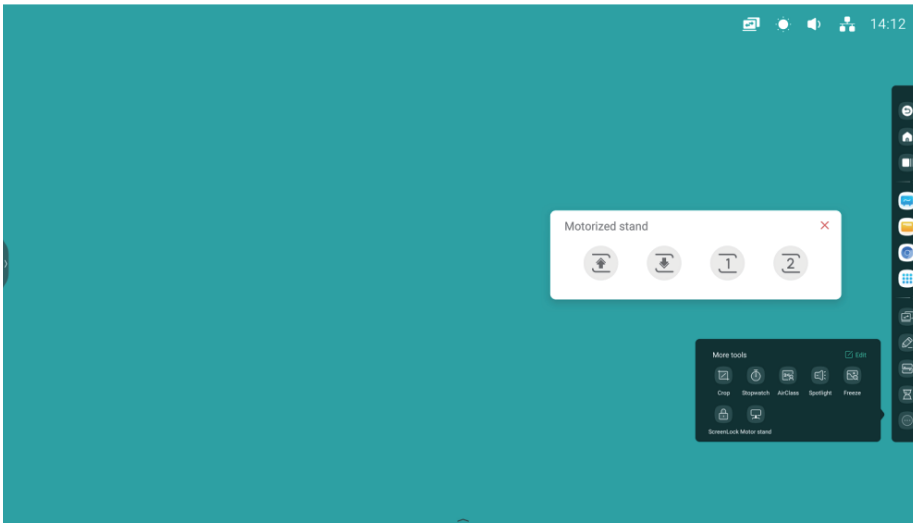 14:12
Motorized stand
1
2
More tools
Edit
Crop Stopwatch AirClass Spotlight Freeze
ScreenLock Motor stand